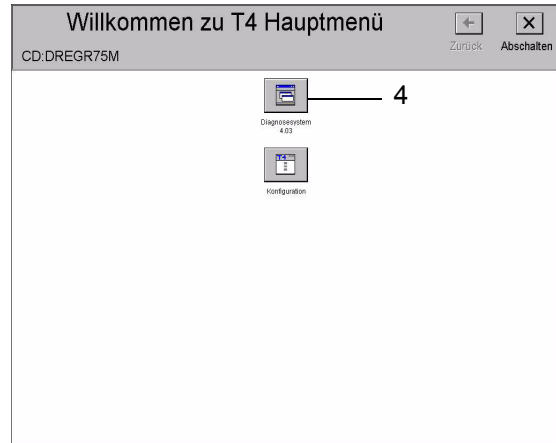 Willkommen zu T4 Hauptmenü
Zurück
Abschalten
CD:DREGR75M
4
Diagnosesystem
4.03
T4
Konfiguration